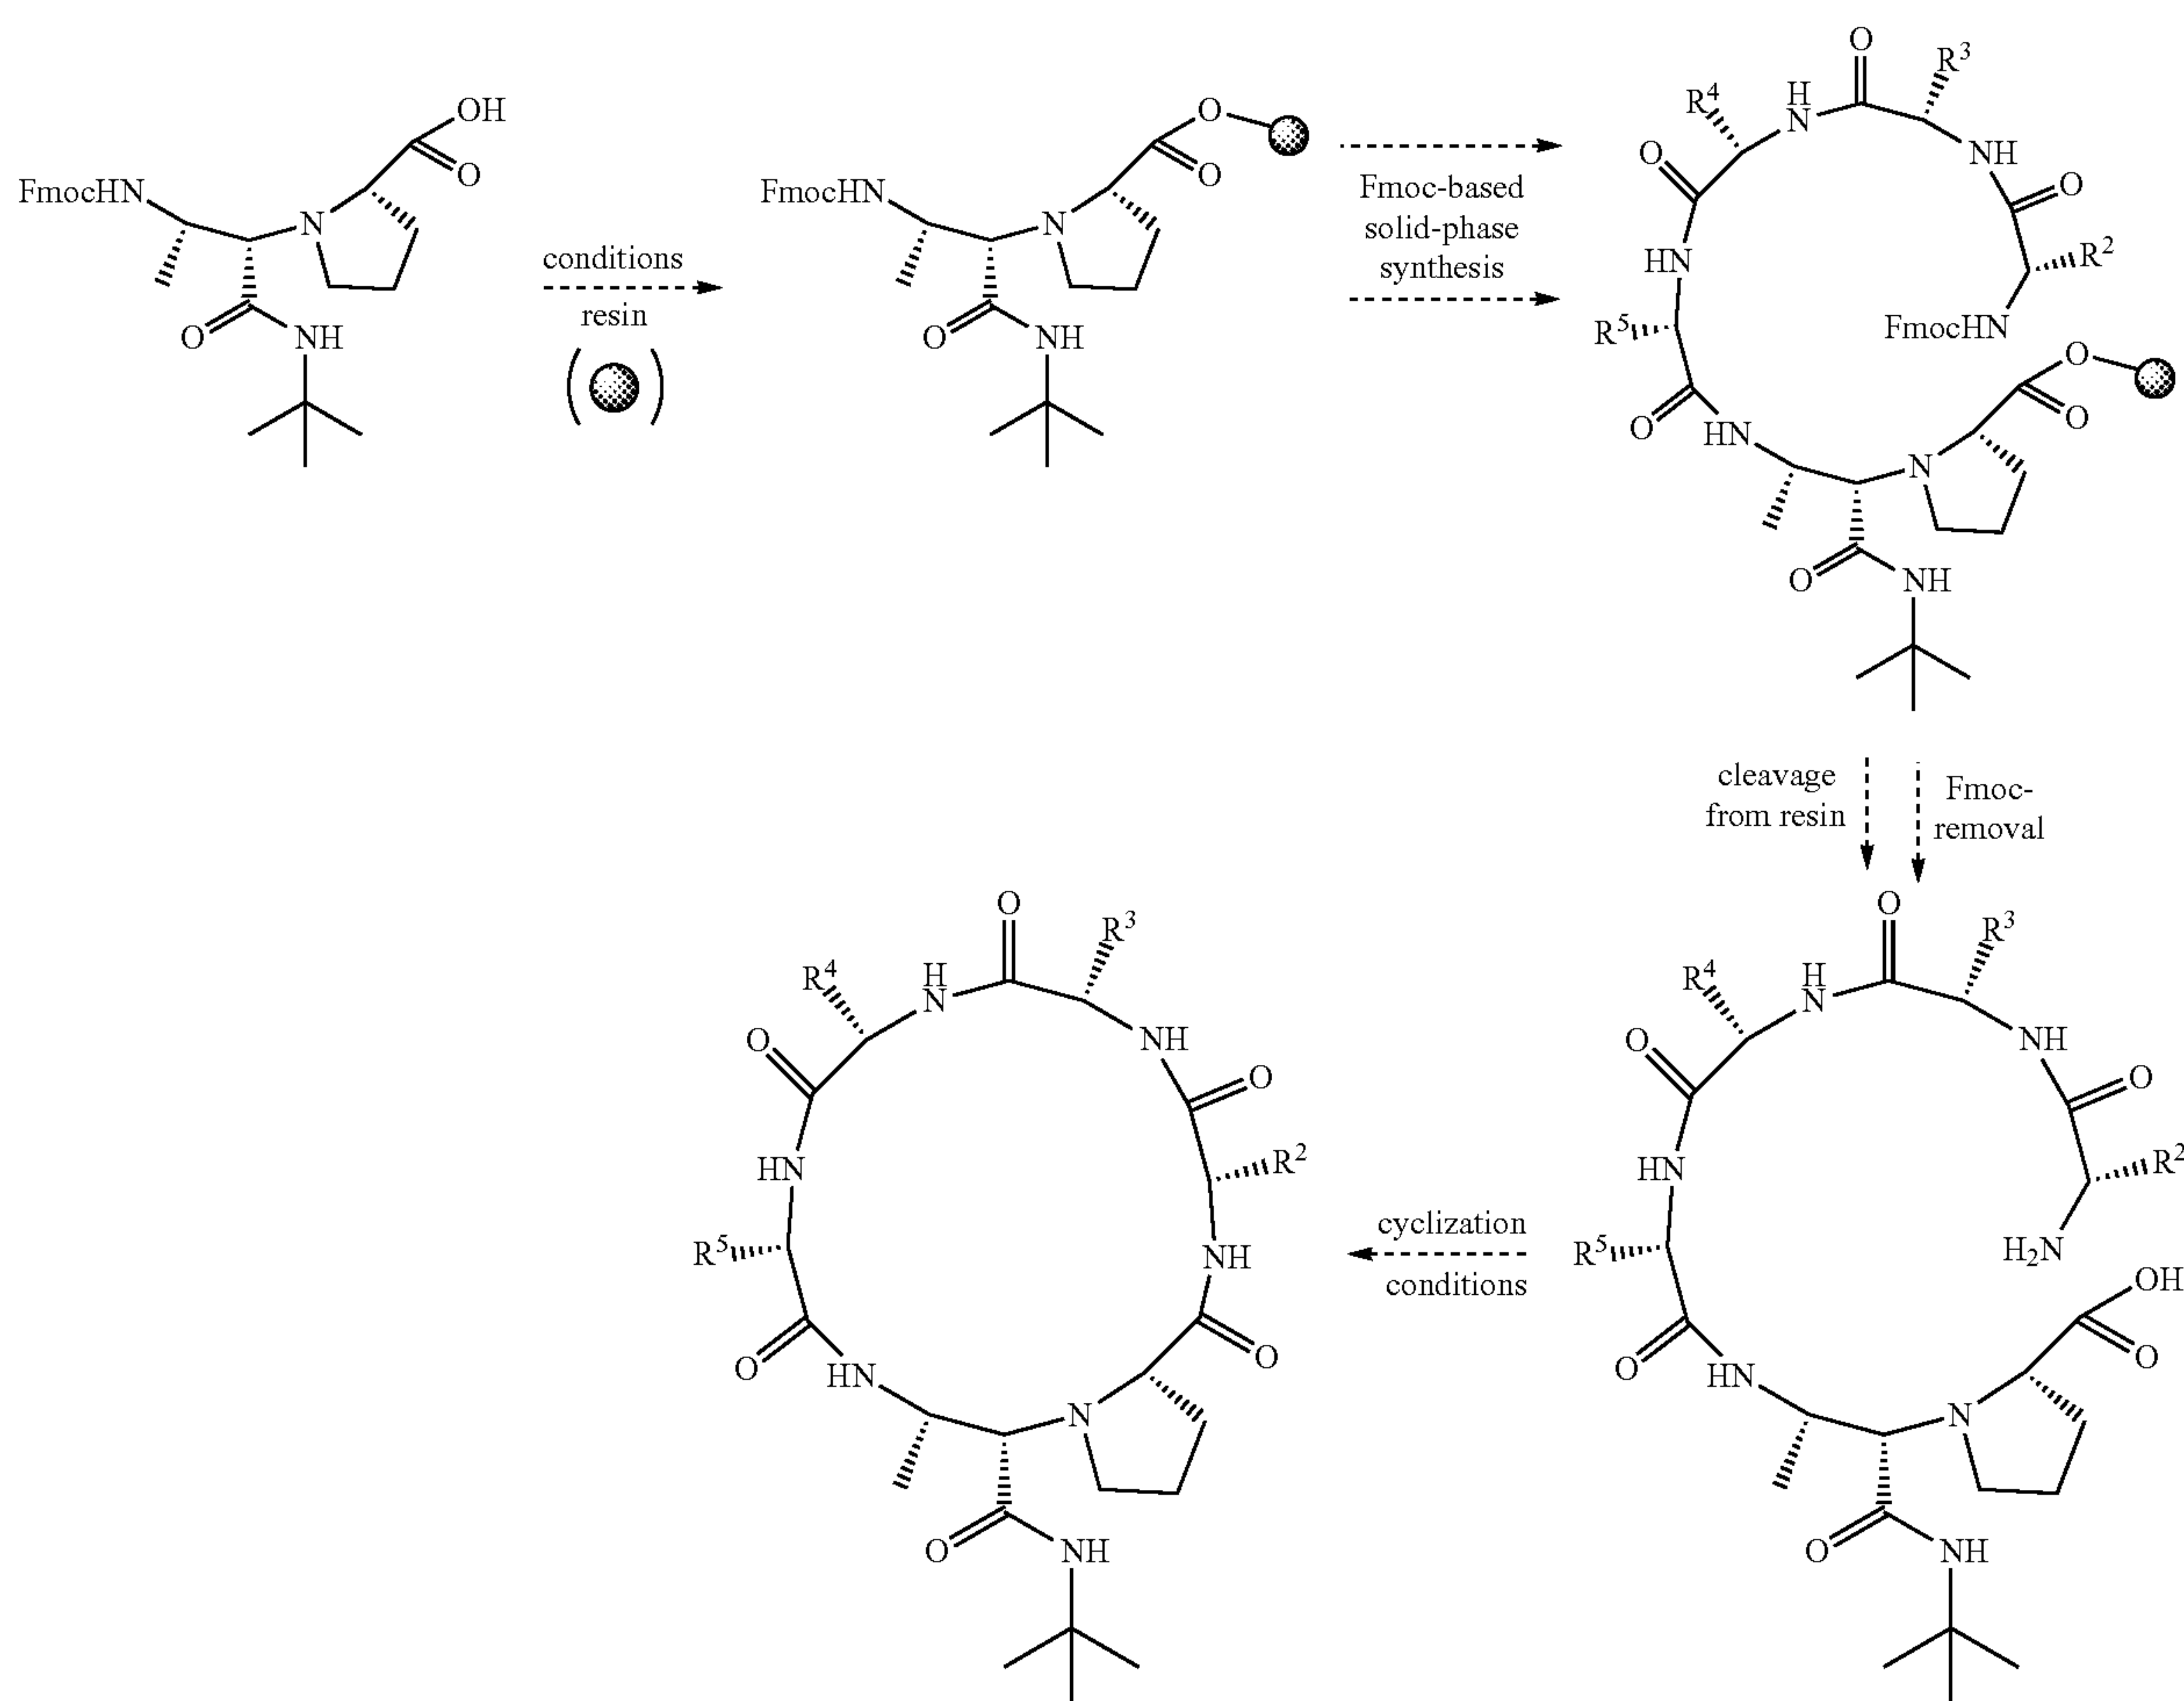 OH
O
FmocHN
N
O
NH
conditions
resin
OH
O
O
FmocHN
N
O
NH
Fmoc-based
solid-phase
synthesis
O
R³
R⁴
H
N
O
NH
O
HN
R²
FmocHN
R⁵
O
O
HN
O
N
O
NH
cleavage
from resin
Fmoc-
removal
O
R³
R⁴
H
N
O
NH
O
HN
R²
R⁵
NH
O
HN
O
N
O
NH
cyclization
conditions
O
R³
R⁴
H
N
O
NH
O
HN
R²
R⁵
H₂N
OH
O
HN
O
N
O
NH